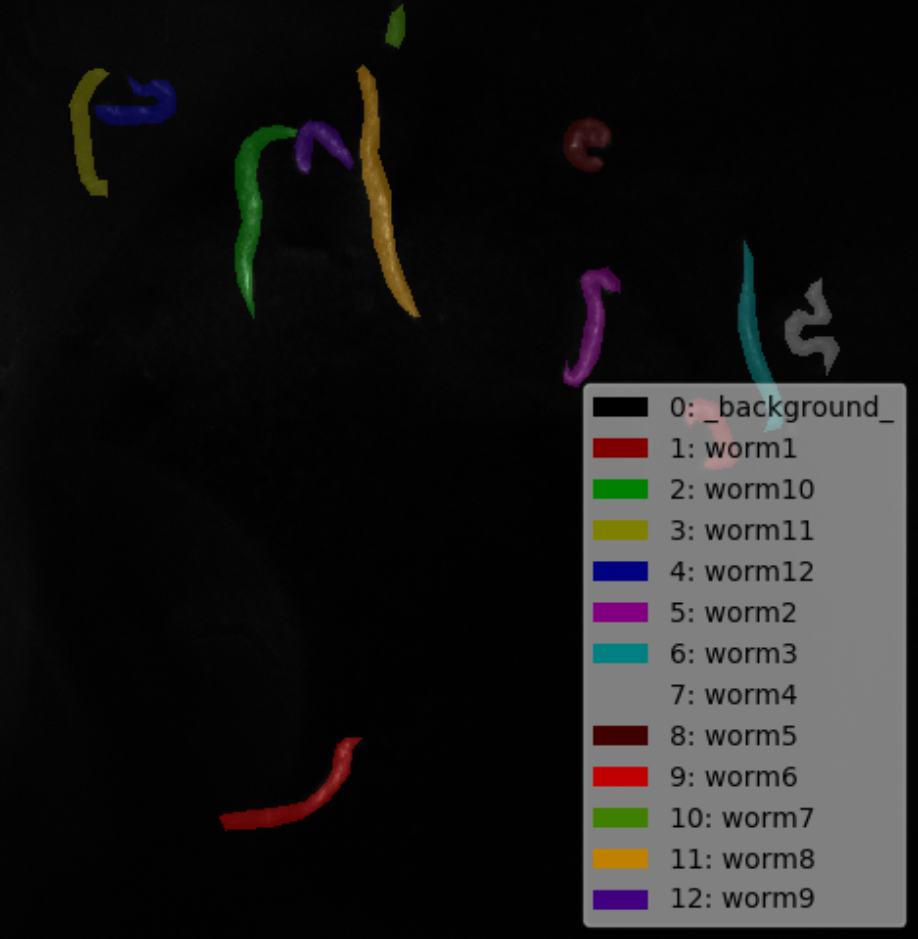 0: _background_
1: worm1
2: worm10
3: worm11
4: worm12
5: worm2
6: worm3
7: worm4
8: worm5
9: worm6
10: worm7
11: worm8
12: worm9